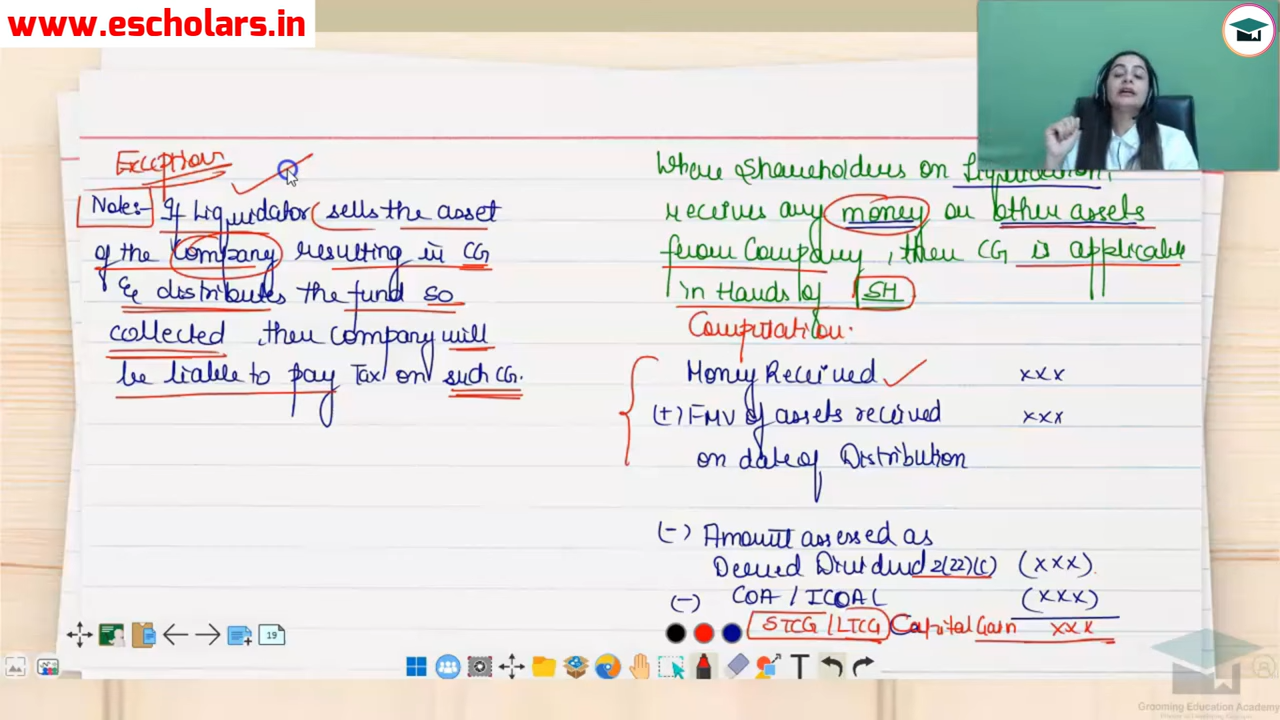 www.escholars.in
Exceptions
Notes- If Liquidator sells the asset
of the Company resulting in CG
& distributes the fund so
collected, then Company will
be liable to pay Tax on such CG.
Where Shareholders on Liquidation,
receives any money or other assets
from Company, then CG is applicable
in Hands of SH
Computation.
Money Received xxx
(+) FMV of assets received xxx
on date of Distribution
(-) Amount assessed as
Deemed Dividend 2(22)(c) (xxx).
(-) COA / ICOA (xxx)
STCG / LTCG Capital Gain xxx
19
T
Grooming Education Academy